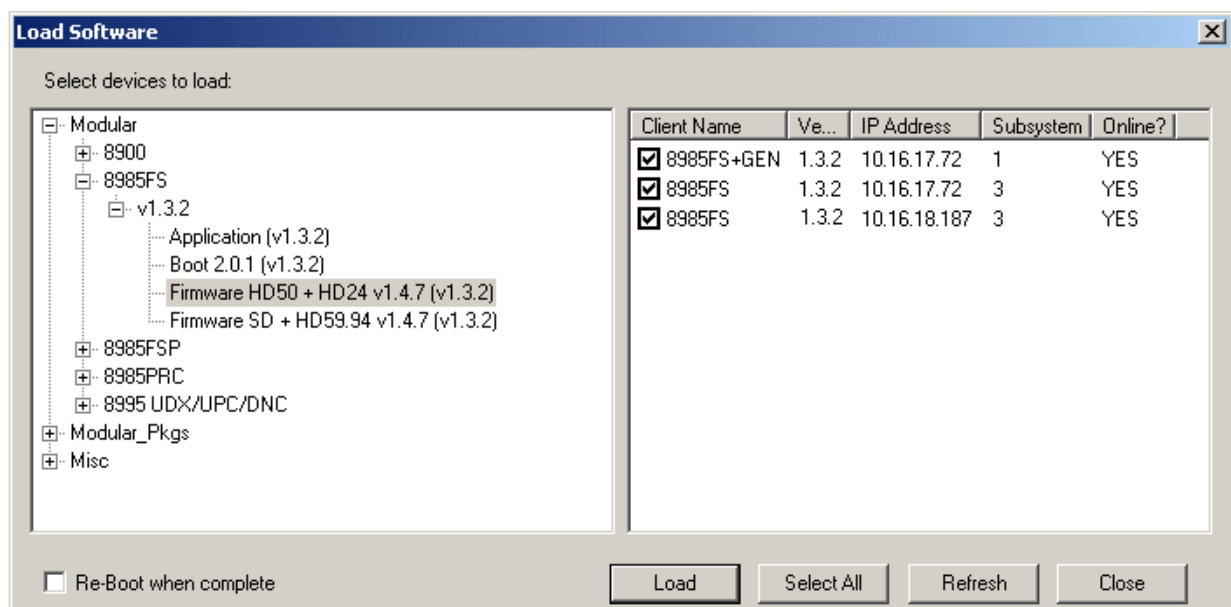 Load Software
Select devices to load:
Modular
8900
8985FS
v1.3.2
Application (v1.3.2)
Boot 2.0.1 (v1.3.2)
Firmware HD50 + HD24 v1.4.7 (v1.3.2)
Firmware SD + HD59.94 v1.4.7 (v1.3.2)
8985FSP
8985PRC
8995 UDX/UPC/DNC
Modular_Pkgs
Misc
Client Name Ve... IP Address Subsystem Online?
8985FS+GEN 1.3.2 10.16.17.72 1 YES
8985FS 1.3.2 10.16.17.72 3 YES
8985FS 1.3.2 10.16.18.187 3 YES
Re-Boot when complete
Load Select All Refresh Close